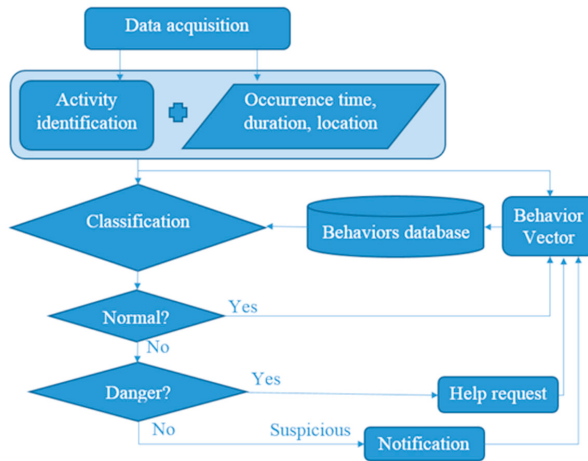 Data acquisition
Activity
identification
Occurrence time,
duration, location
Classification
Behaviors database
Behavior
Vector
Normal?
Yes
No
Danger?
Yes
Help request
No
Suspicious
Notification